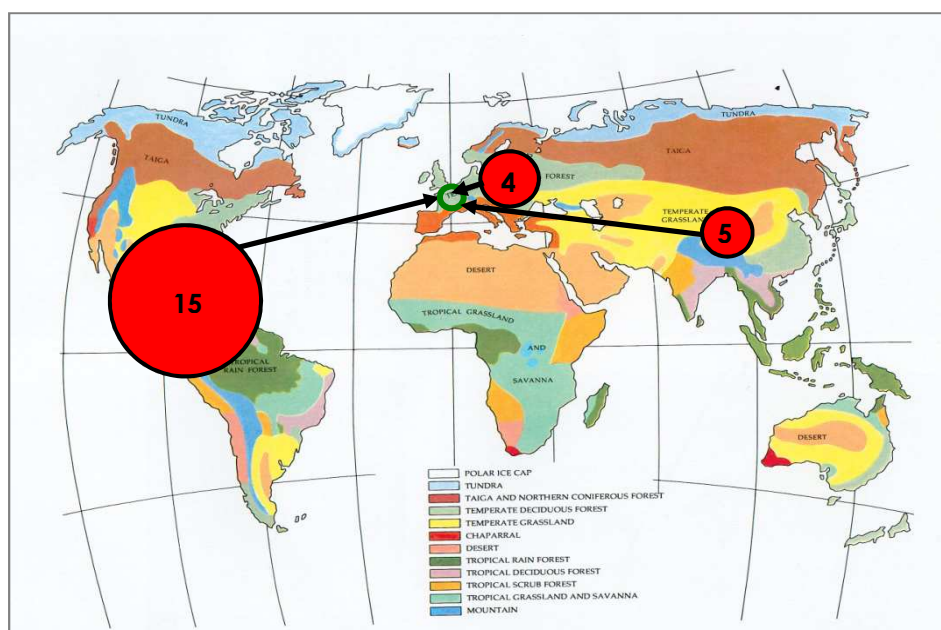 TUNDRA
TUNDRA
TAIGA
TAIGA
4
FOREST
TEMPERATE
GRASSLAND
5
15
DESERT
TROPICAL GRASSLAND
AND
SAVANNA
TROPICAL
RAIN FOREST
DESERT
POLAR ICE CAP
TUNDRA
TAIGA AND NORTHERN CONIFEROUS FOREST
TEMPERATE DECIDUOUS FOREST
TEMPERATE GRASSLAND
CHAPARRAL
DESERT
TROPICAL RAIN FOREST
TROPICAL DECIDUOUS FOREST
TROPICAL SCRUB FOREST
TROPICAL GRASSLAND AND SAVANNA
MOUNTAIN